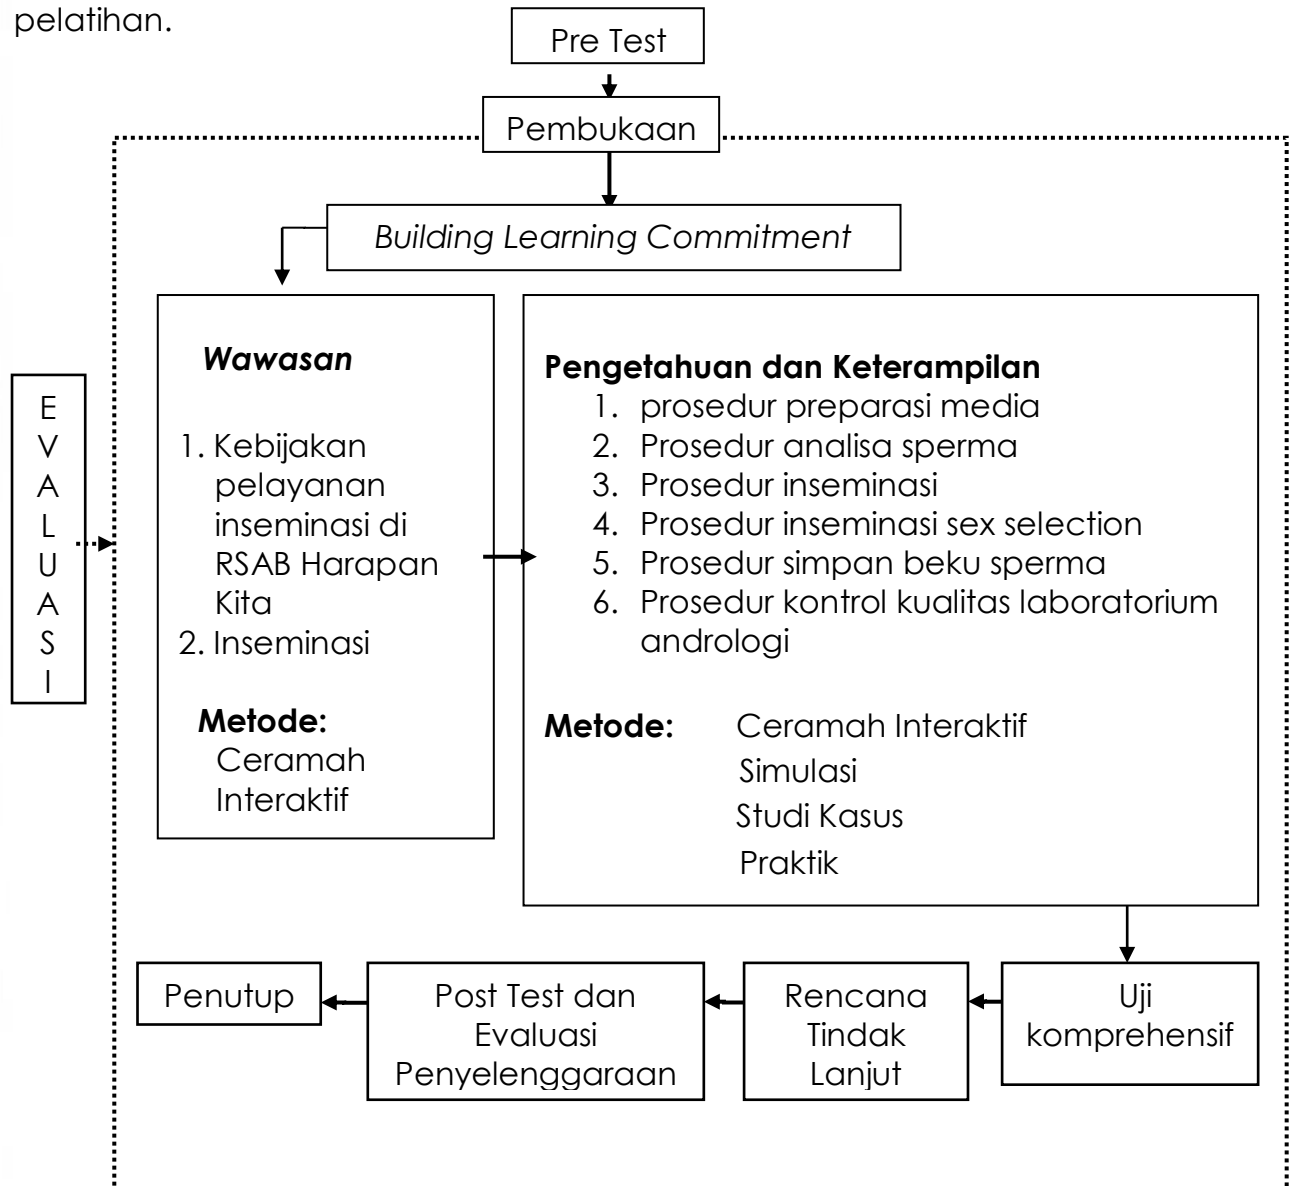 pelatihan.
Pre Test
Pembukaan
Building Learning Commitment
E
V
A
L
U
A
S
I
Wawasan
1. Kebijakan
pelayanan
inseminasi di
RSAB Harapan
Kita
2. Inseminasi
Metode:
Ceramah
Interaktif
Pengetahuan dan Keterampilan
1. prosedur preparasi media
2. Prosedur analisa sperma
3. Prosedur inseminasi
4. Prosedur inseminasi sex selection
5. Prosedur simpan beku sperma
6. Prosedur kontrol kualitas laboratorium
andrologi
Metode: Ceramah Interaktif
Simulasi
Studi Kasus
Praktik
Uji
komprehensif
Rencana
Tindak
Lanjut
Post Test dan
Evaluasi
Penyelenggaraan
Penutup